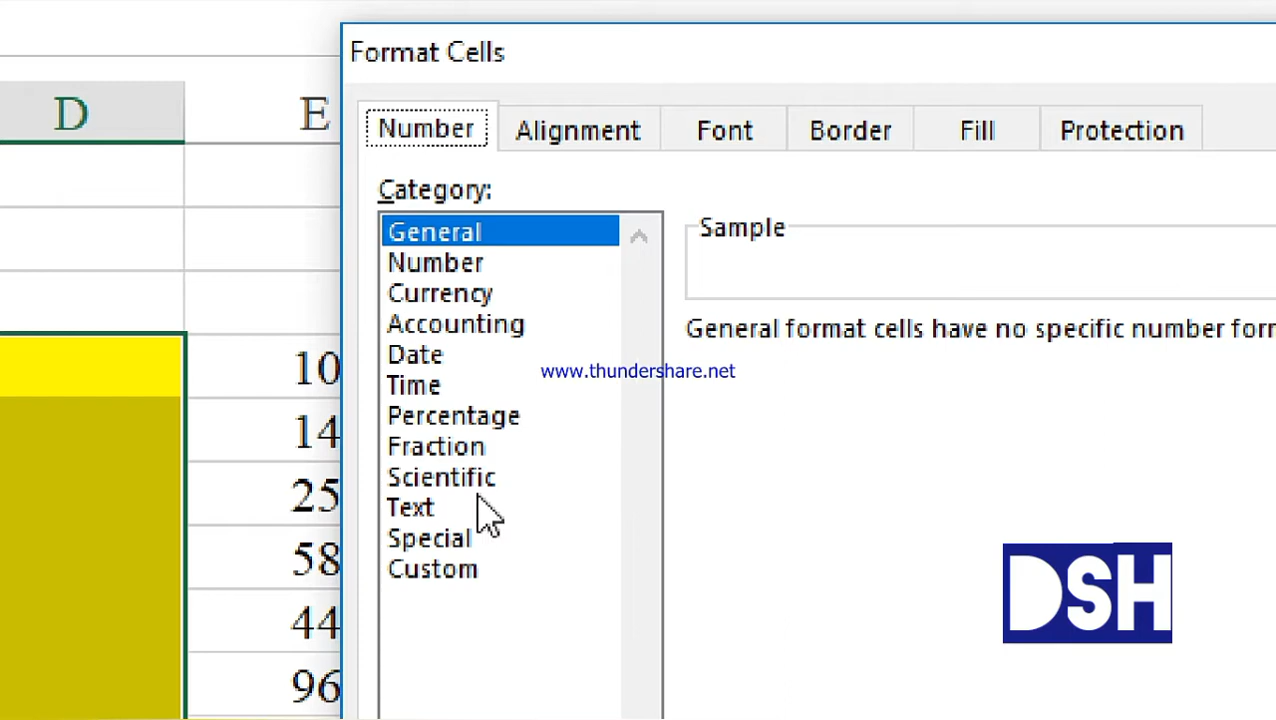 Format Cells
D
E
Number
Alignment
Font
Border
Fill
Protection
Category:
General
Number
Currency
Accounting
Date
Time
Percentage
Fraction
Scientific
Text
Special
Custom
Sample
General format cells have no specific number
www.thundershare.net
10
14
25
58
44
96
DSH